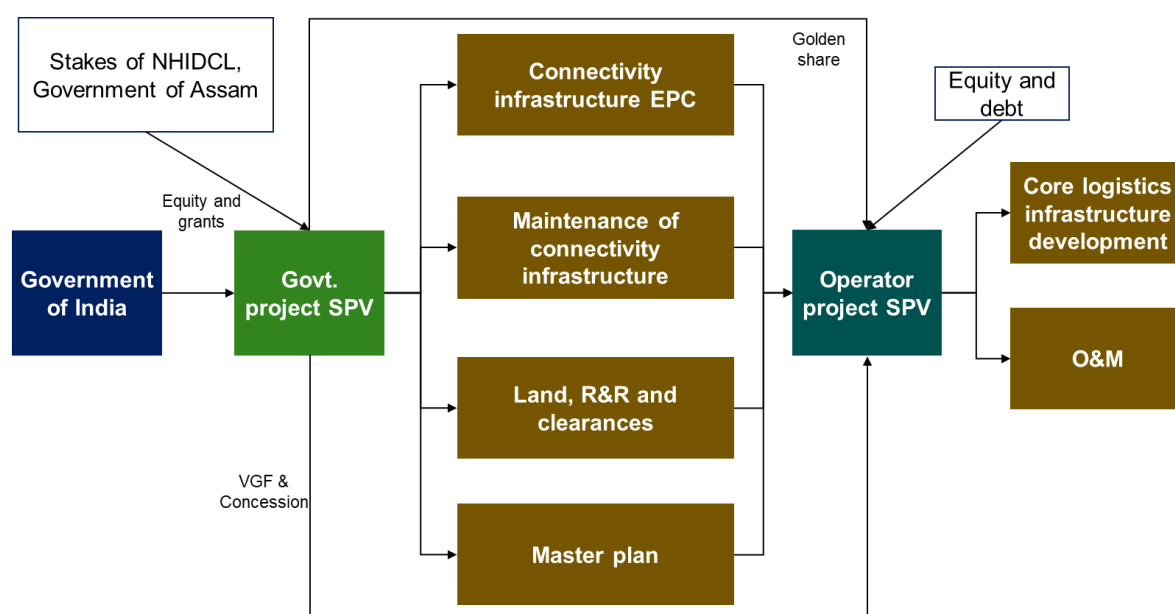 Stakes of NHIDCL,
Government of Assam
Golden
share
Connectivity
infrastructure EPC
Equity and
debt
Equity and
grants
Government
of India
Govt.
project SPV
Maintenance of
connectivity
infrastructure
Operator
project SPV
Core logistics
infrastructure
development
O&M
Land, R&R and
clearances
VGF &
Concession
Master plan